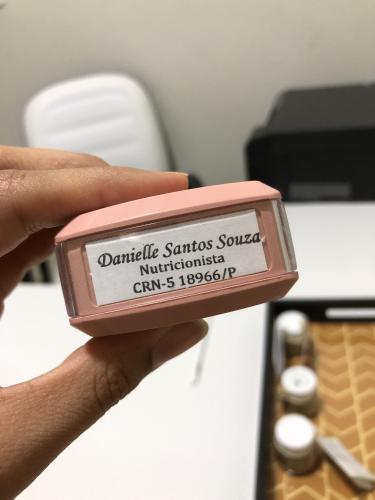 Danielle Santos Souza
Nutricionista
CRN-5 18966/P